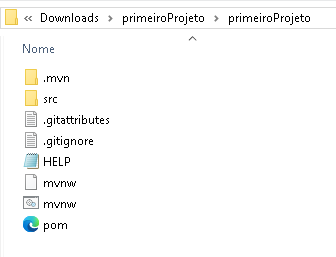 « Downloads > primeiroProjeto > primeiroProjeto
Nome
.mvn
src
.gitattributes
.gitignore
HELP
mvnw
mvnw
pom